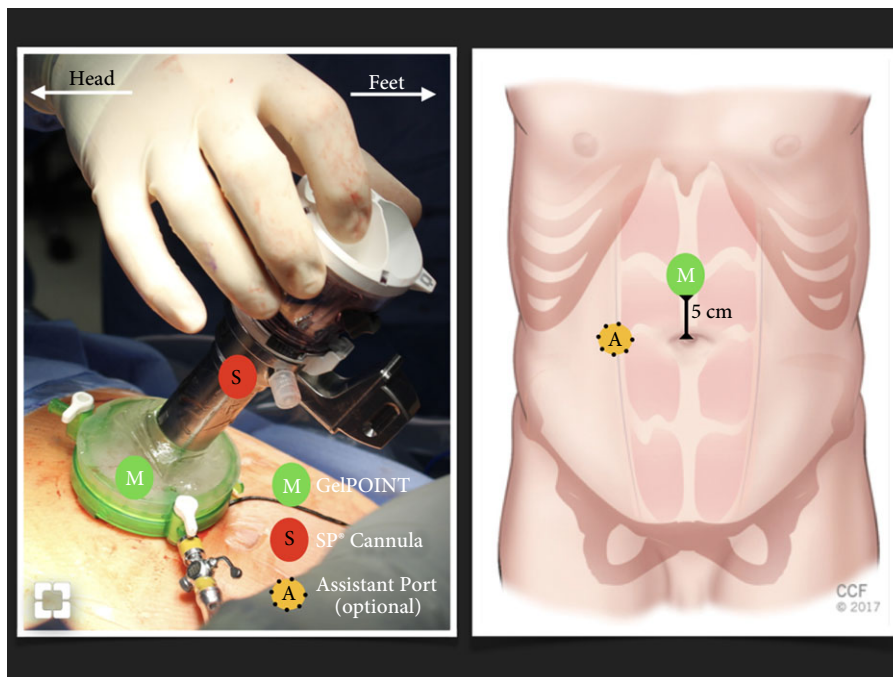 Head
Feet
S
M
M GelPOINT
S SP® Cannula
A Assistant Port
(optional)
M
5 cm
A
CCF
© 2017